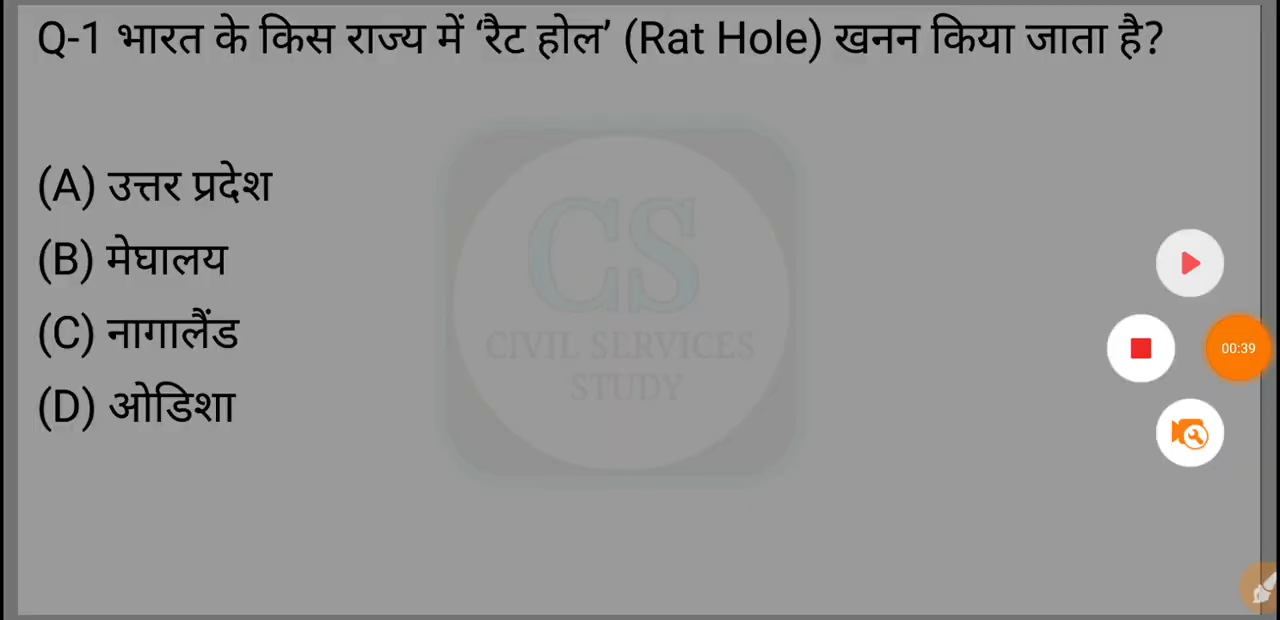 Q-1 भारत के किस राज्य में ‘रैट होल’ (Rat Hole) खनन किया जाता है?
(A) उत्तर प्रदेश
(B) मेघालय
(C) नागालैंड
(D) ओडिशा
CS
CIVIL SERVICES
STUDY
00:39